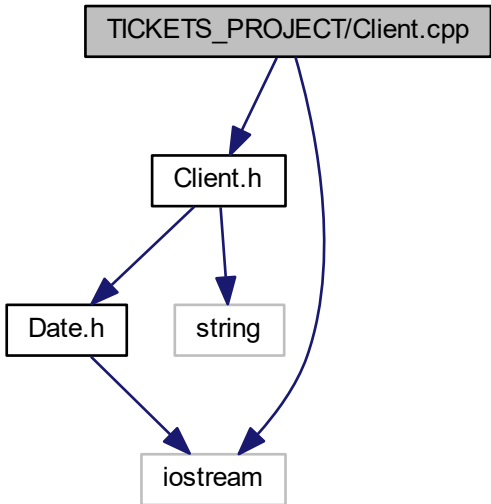 TICKETS_PROJECT/Client.cpp
Client.h
Date.h
string
iostream